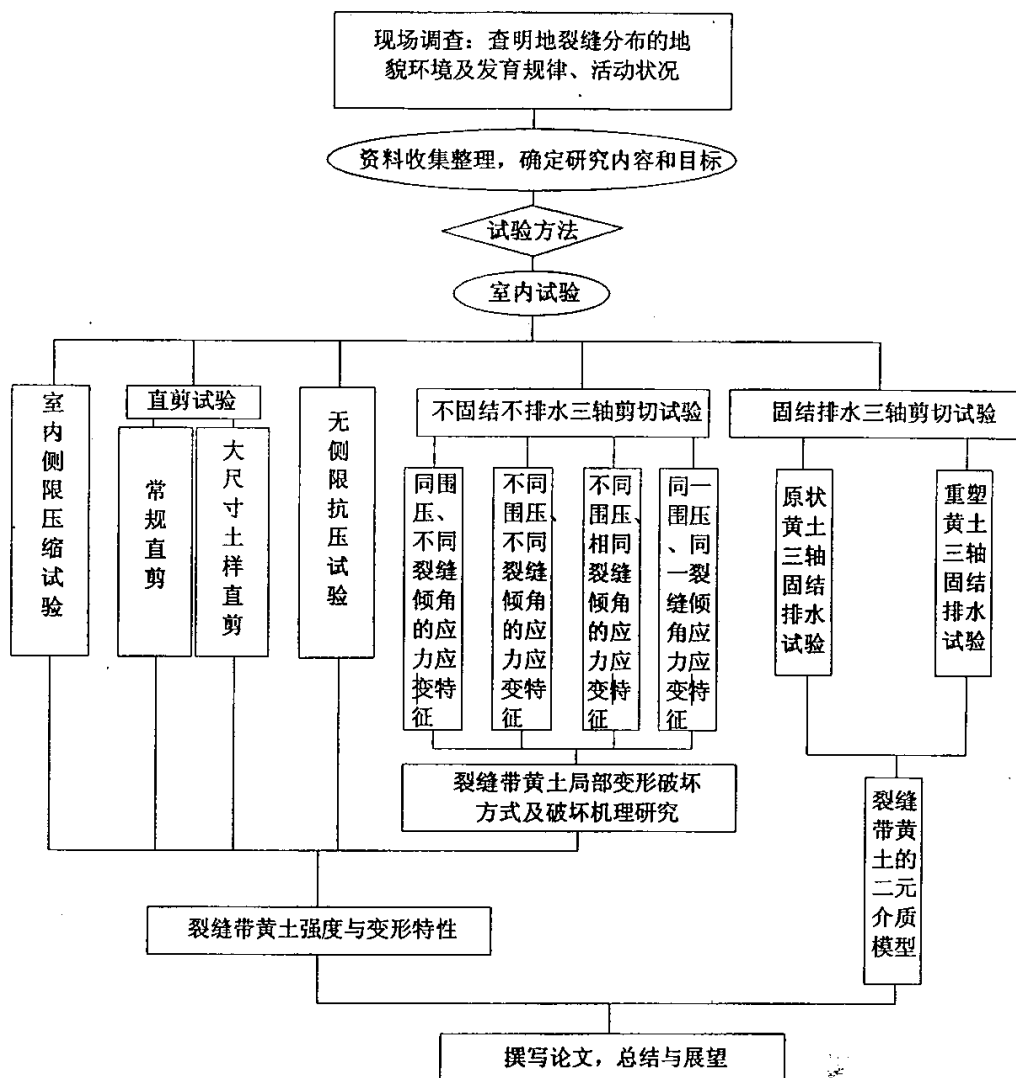 现场调查：查明地裂缝分布的地
貌环境及发育规律、活动状况
资料收集整理，确定研究内容和目标
试验方法
室内试验
室内侧限压缩试验
直剪试验
常规直剪
大尺寸土样直剪
无侧限抗压试验
不固结不排水三轴剪切试验
同围
压、
不同
裂缝
倾角
的应
力应
变特
征
不同
围压、
不同
裂缝
倾角
的应
力应
变特
征
不同
围压、
相同
裂缝
倾角
的应
力应
变特
征
同一
围压
、同
一裂
缝倾
角应
力应
变特
征
固结排水三轴剪切试验
原状
黄土
三轴
固结
排水
试验
重塑
黄土
三轴
固结
排水
试验
裂缝带黄土局部变形破坏
方式及破坏机理研究
裂缝
带黄
土的
二元
介质
模型
裂缝带黄土强度与变形特性
撰写论文，总结与展望